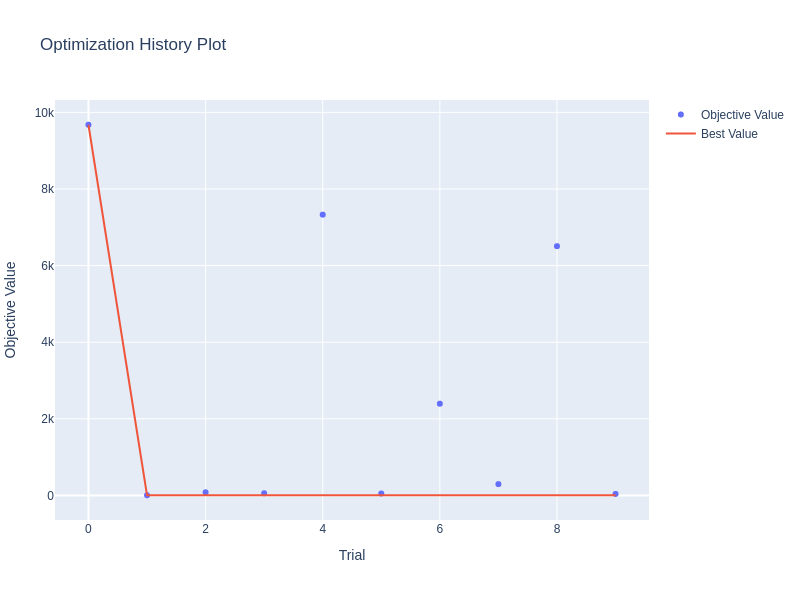 Optimization History Plot
10k
8k
6k
4k
2k
0
Objective Value
0 2 4 6 8
Trial
Objective Value
Best Value